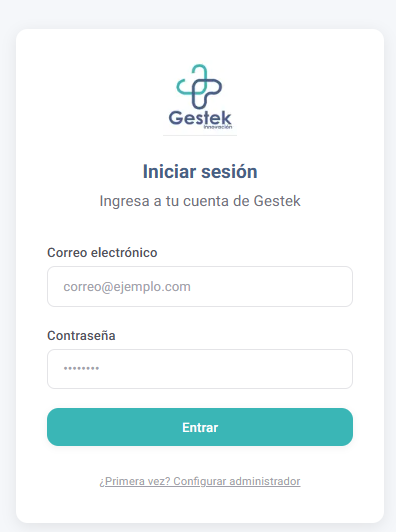 Gestek
Innovación
Iniciar sesión
Ingresa a tu cuenta de Gestek
Correo electrónico
correo@ejemplo.com
Contraseña
••••••••
Entrar
¿Primera vez? Configurar administrador